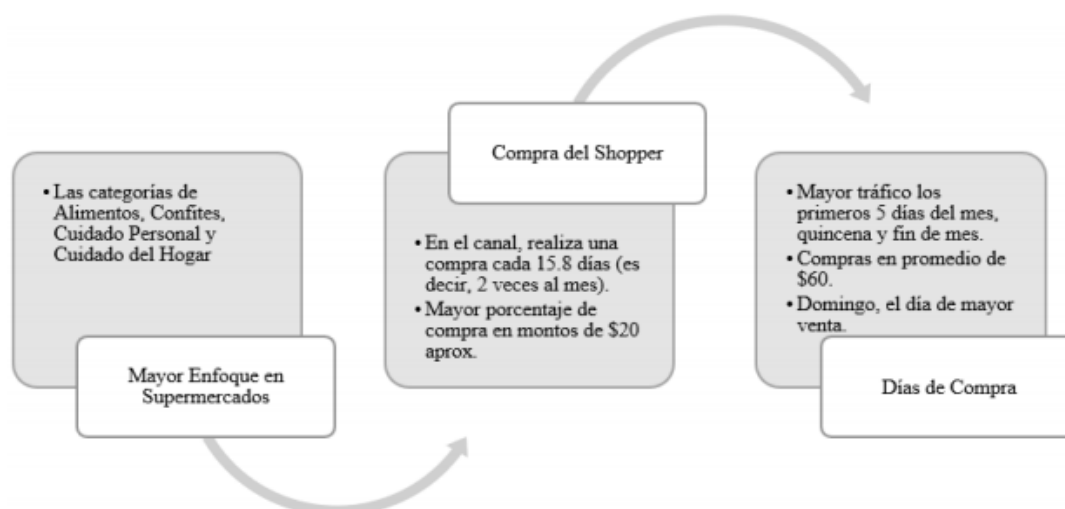 • Las categorías de
Alimentos, Confites,
Cuidado Personal y
Cuidado del Hogar
Mayor Enfoque en
Supermercados
Compra del Shopper
• En el canal, realiza una
compra cada 15.8 días (es
decir, 2 veces al mes).
• Mayor porcentaje de
compra en montos de $20
aprox.
• Mayor tráfico los
primeros 5 días del mes,
quincena y fin de mes.
• Compras en promedio de
$60.
• Domingo, el día de mayor
venta.
Días de Compra